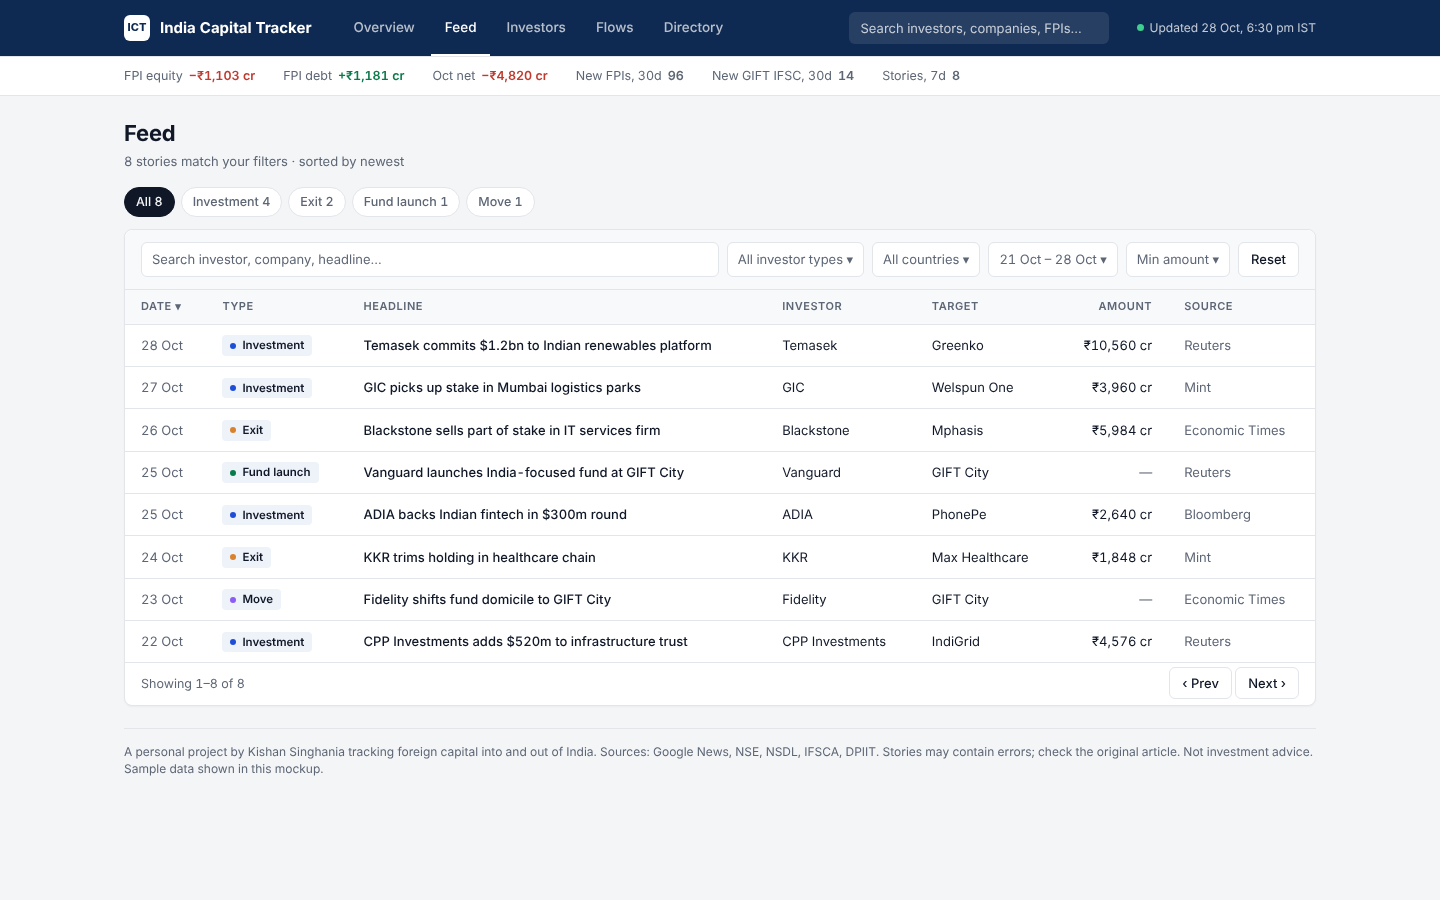 ICT India Capital Tracker Overview Feed Investors Flows Directory Search investors, companies, FPIs... Updated 28 Oct, 6:30 pm IST
FPI equity −₹1,103 cr FPI debt +₹1,181 cr Oct net −₹4,820 cr New FPIs, 30d 96 New GIFT IFSC, 30d 14 Stories, 7d 8
Feed
8 stories match your filters · sorted by newest
All 8 Investment 4 Exit 2 Fund launch 1 Move 1
Search investor, company, headline... All investor types ▾ All countries ▾ 21 Oct – 28 Oct ▾ Min amount ▾ Reset
DATE ▾ TYPE HEADLINE INVESTOR TARGET AMOUNT SOURCE
28 Oct Investment Temasek commits $1.2bn to Indian renewables platform Temasek Greenko ₹10,560 cr Reuters
27 Oct Investment GIC picks up stake in Mumbai logistics parks GIC Welspun One ₹3,960 cr Mint
26 Oct Exit Blackstone sells part of stake in IT services firm Blackstone Mphasis ₹5,984 cr Economic Times
25 Oct Fund launch Vanguard launches India-focused fund at GIFT City Vanguard GIFT City — Reuters
25 Oct Investment ADIA backs Indian fintech in $300m round ADIA PhonePe ₹2,640 cr Bloomberg
24 Oct Exit KKR trims holding in healthcare chain KKR Max Healthcare ₹1,848 cr Mint
23 Oct Move Fidelity shifts fund domicile to GIFT City Fidelity GIFT City — Economic Times
22 Oct Investment CPP Investments adds $520m to infrastructure trust CPP Investments IndiGrid ₹4,576 cr Reuters
Showing 1–8 of 8 ‹ Prev Next ›
A personal project by Kishan Singhania tracking foreign capital into and out of India. Sources: Google News, NSE, NSDL, IFSCA, DPIIT. Stories may contain errors; check the original article. Not investment advice.
Sample data shown in this mockup.